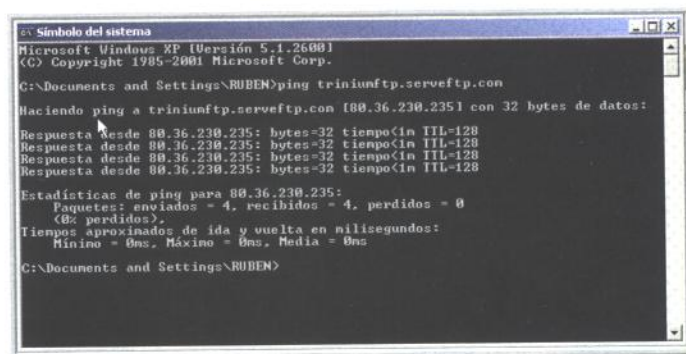 Símbolo del sistema
Microsoft Windows XP [Versión 5.1.2600]
(C) Copyright 1985-2001 Microsoft Corp.
C:\Documents and Settings\RUBEN>ping triniumftp.serveftp.com
Haciendo ping a triniumftp.serveftp.com [80.36.230.235] con 32 bytes de datos:
Respuesta desde 80.36.230.235: bytes=32 tiempo<1m TTL=128
Respuesta desde 80.36.230.235: bytes=32 tiempo<1m TTL=128
Respuesta desde 80.36.230.235: bytes=32 tiempo<1m TTL=128
Respuesta desde 80.36.230.235: bytes=32 tiempo<1m TTL=128
Estadísticas de ping para 80.36.230.235:
Paquetes: enviados = 4, recibidos = 4, perdidos = 0
(0% perdidos),
Tiempos aproximados de ida y vuelta en milisegundos:
Mínimo = 0ms, Máximo = 0ms, Media = 0ms
C:\Documents and Settings\RUBEN>